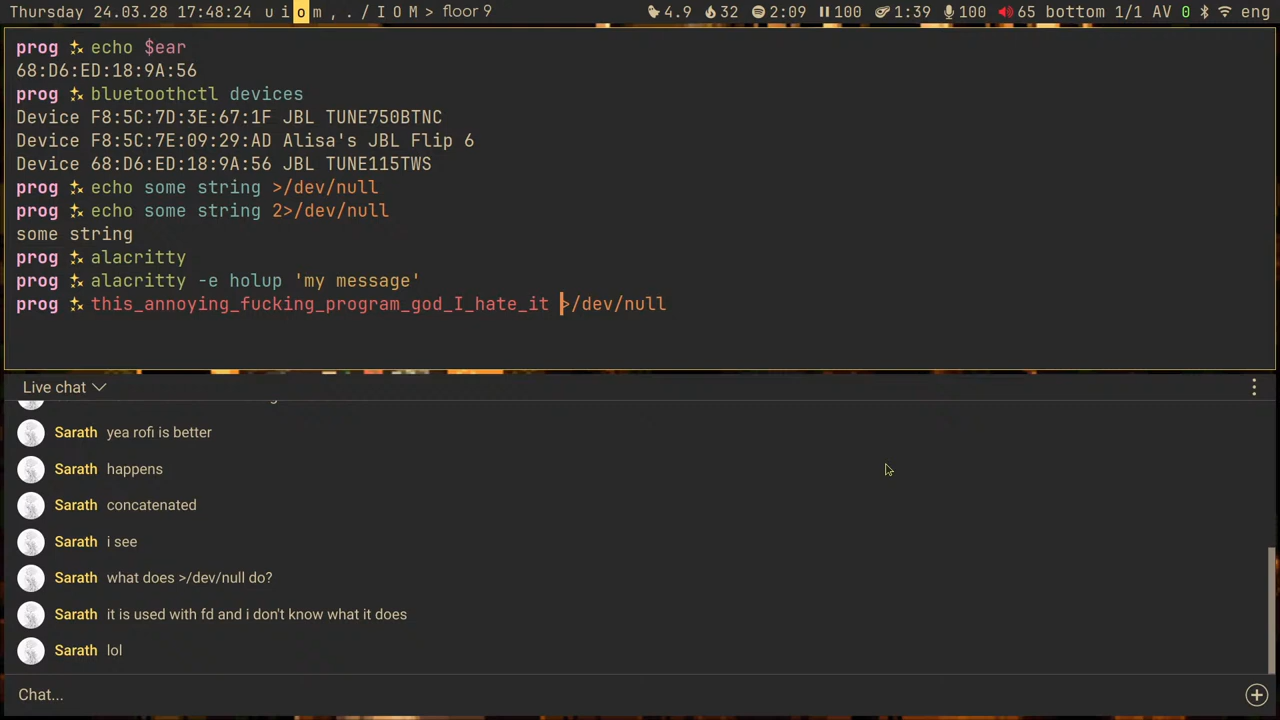 Thursday 24.03.28 17:48:24 u i o m , . / I O M > floor 9 4.9 32 2:09 100 1:39 100 65 bottom 1/1 AV 0 eng
prog echo $ear
68:D6:ED:18:9A:56
prog bluetoothctl devices
Device F8:5C:7D:3E:67:1F JBL TUNE750BTNC
Device F8:5C:7E:09:29:AD Alisa's JBL Flip 6
Device 68:D6:ED:18:9A:56 JBL TUNE115TWS
prog echo some string >/dev/null
prog echo some string 2>/dev/null
some string
prog alacritty
prog alacritty -e holup 'my message'
prog this_annoying_fucking_program_god_I_hate_it >/dev/null
Live chat
Sarath yea rofi is better
Sarath happens
Sarath concatenated
Sarath i see
Sarath what does >/dev/null do?
Sarath it is used with fd and i don't know what it does
Sarath lol
Chat...